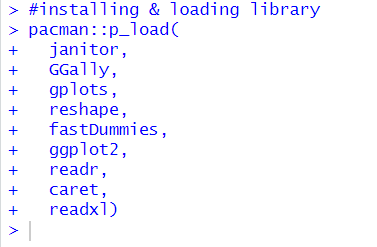 > #installing & loading library
> pacman::p_load(
+   janitor,
+   GGally,
+   gplots,
+   reshape,
+   fastDummies,
+   ggplot2,
+   readr,
+   caret,
+   readxl)
>